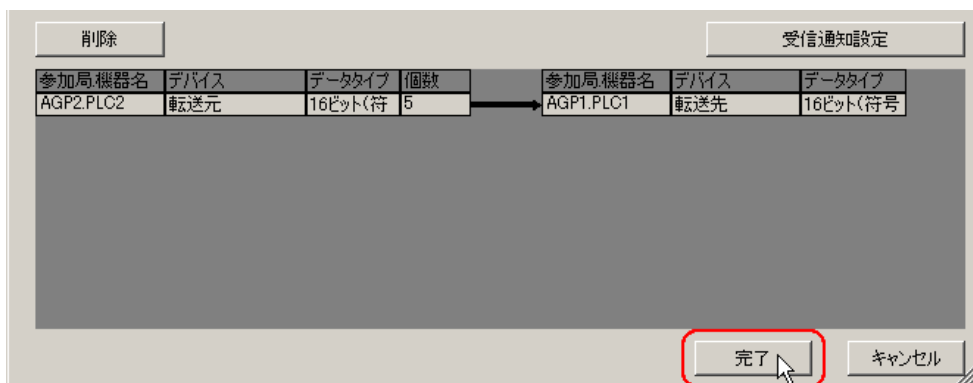 削除 受信通知設定
参加局.機器名 デバイス データタイプ 個数 参加局.機器名 デバイス データタイプ
AGP2.PLC2 転送元 16ビット(符 5 AGP1.PLC1 転送先 16ビット(符号
完了 キャンセル